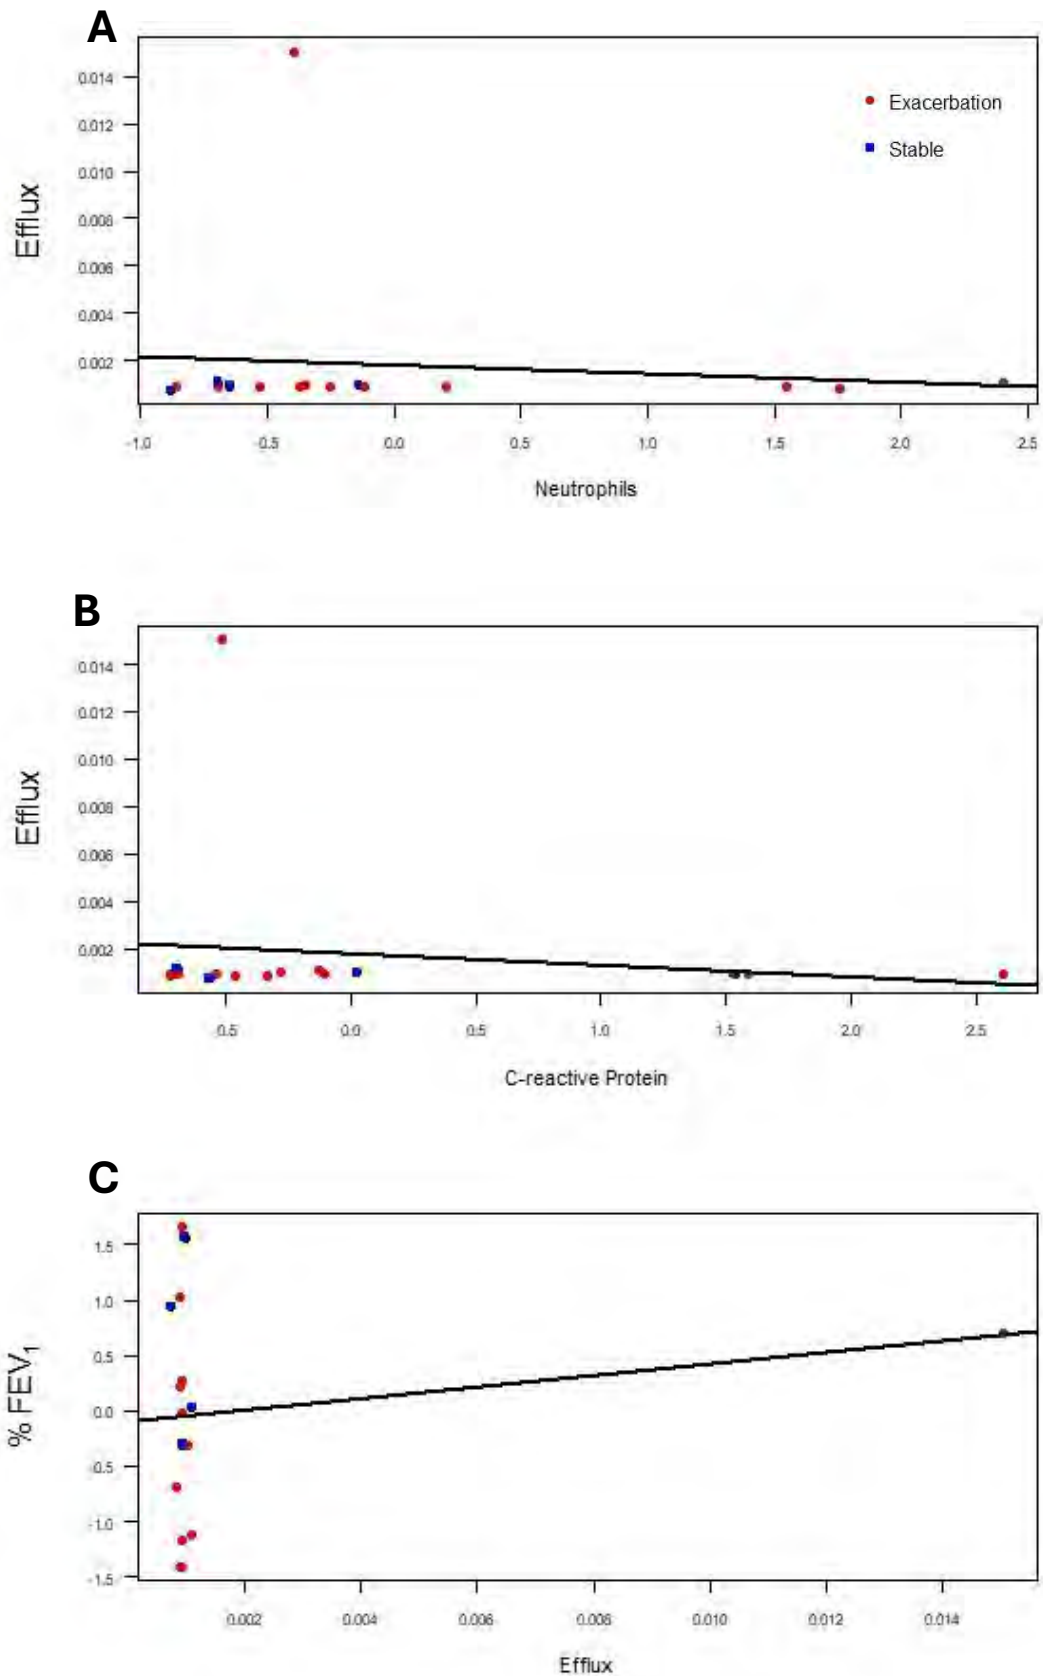 A
0.014
Exacerbation
0.012
Stable
0.010
0.008
Efflux
0.006
0.004
0.002
-1.0 -0.5 0.0 0.5 1.0 1.5 2.0 2.5
Neutrophils
B
0.014
0.012
0.010
0.008
Efflux
0.006
0.004
0.002
0.5 0.0 0.5 1.0 1.5 2.0 2.5
C-reactive Protein
C
1.5
1.0
0.5
% FEV₁
0.0
-0.5
-1.0
-1.5
0.002 0.004 0.006 0.008 0.010 0.012 0.014
Efflux